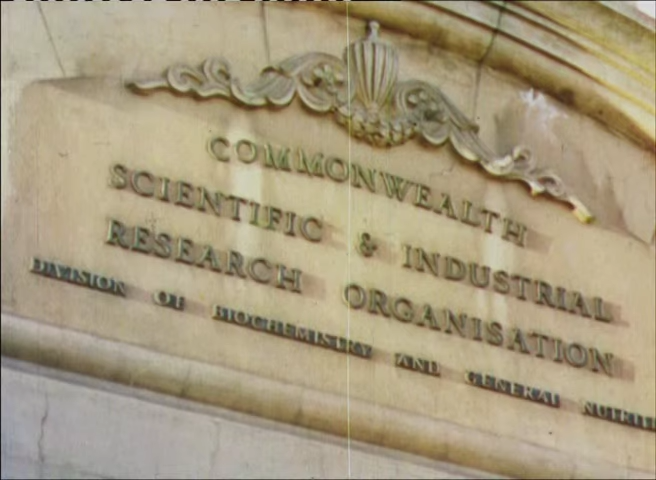 COMMONWEALTH
SCIENTIFIC & INDUSTRIAL
RESEARCH ORGANISATION
DIVISION OF BIOCHEMISTRY AND GENERAL